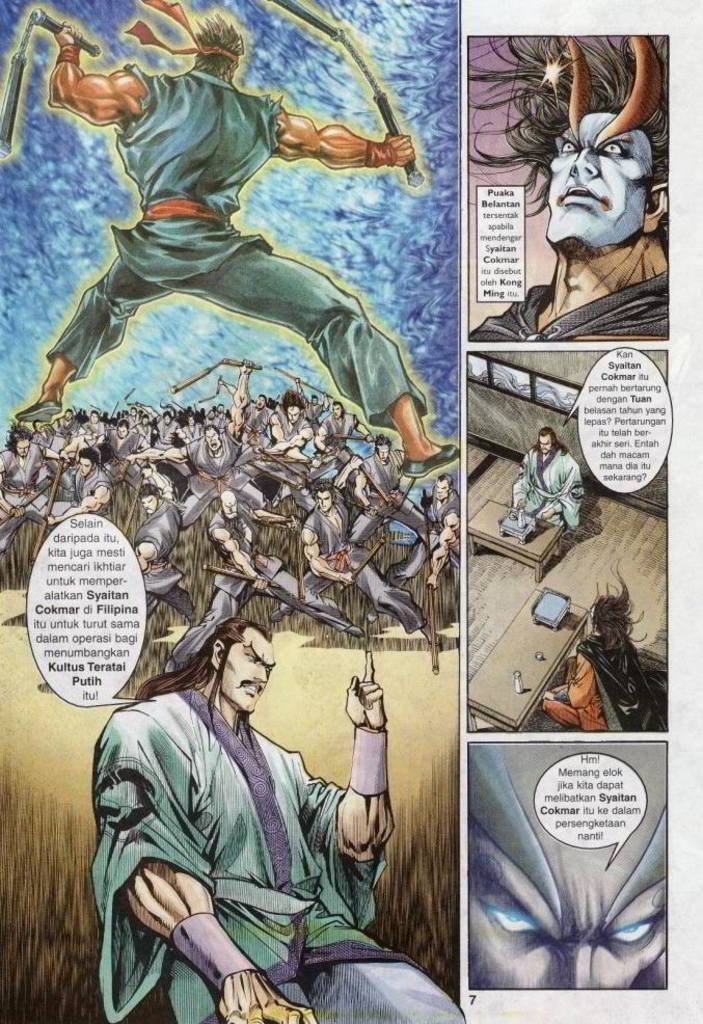 Selain
daripada itu,
kita juga mesti
mencari ikhtiar
untuk memper-
alatkan Syaitan
Cokmar di Filipina
itu untuk turut sama
dalam operasi bagi
menumbangkan
Kultus Teratai
Putih
itu!
Puaka
Belantan
tersentak
apabila
mendengar
Syaitan
Cokmar
itu disebut
oleh Kong
Ming itu.
Kan
Syaitan
Cokmar itu
pernah bertarung
dengan Tuan
belasan tahun yang
lepas? Pertarungan
itu telah ber-
akhir seri. Entah
dah macam
mana dia itu
sekarang?
Hm!
Memang elok
jika kita dapat
melibatkan Syaitan
Cokmar itu ke dalam
persengketaan
nanti!
7